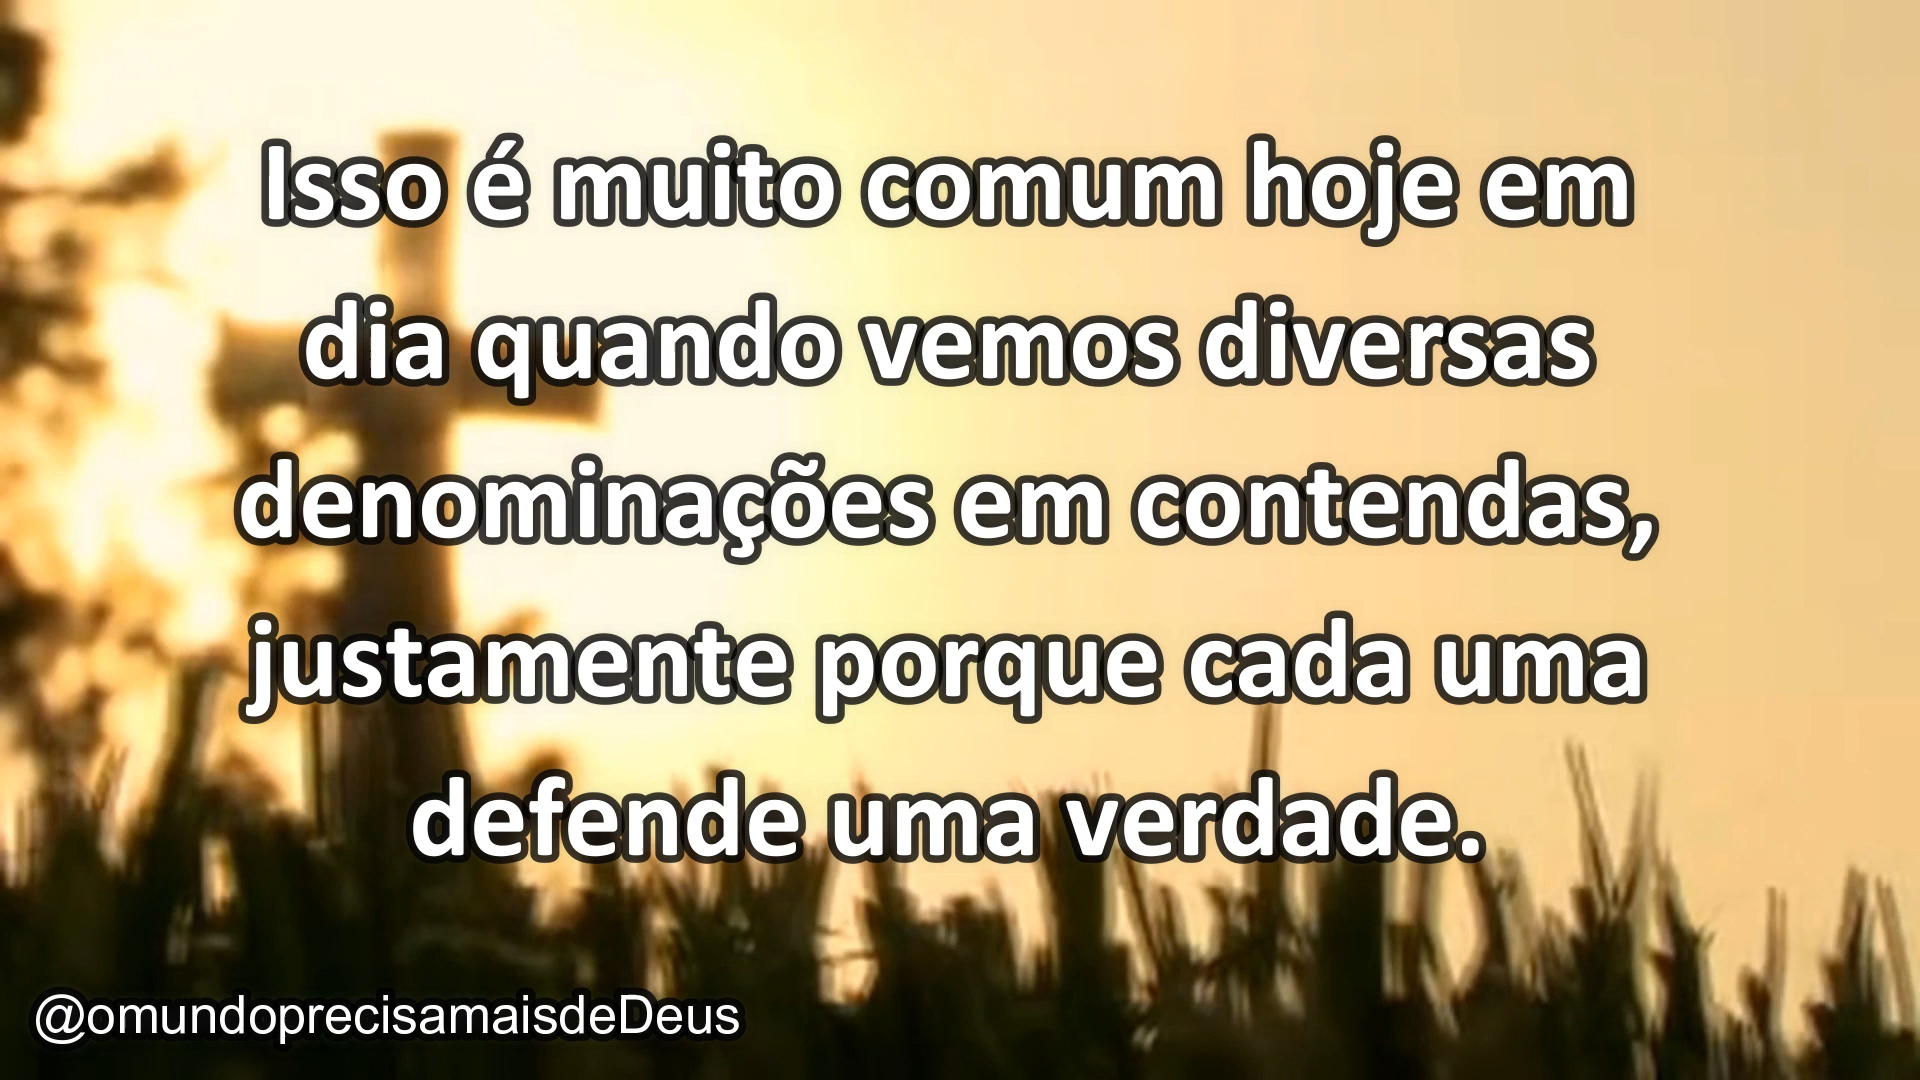 Isso é muito comum hoje em
dia quando vemos diversas
denominações em contendas,
justamente porque cada uma
defende uma verdade.
@omundoprecisamaisdeDeus